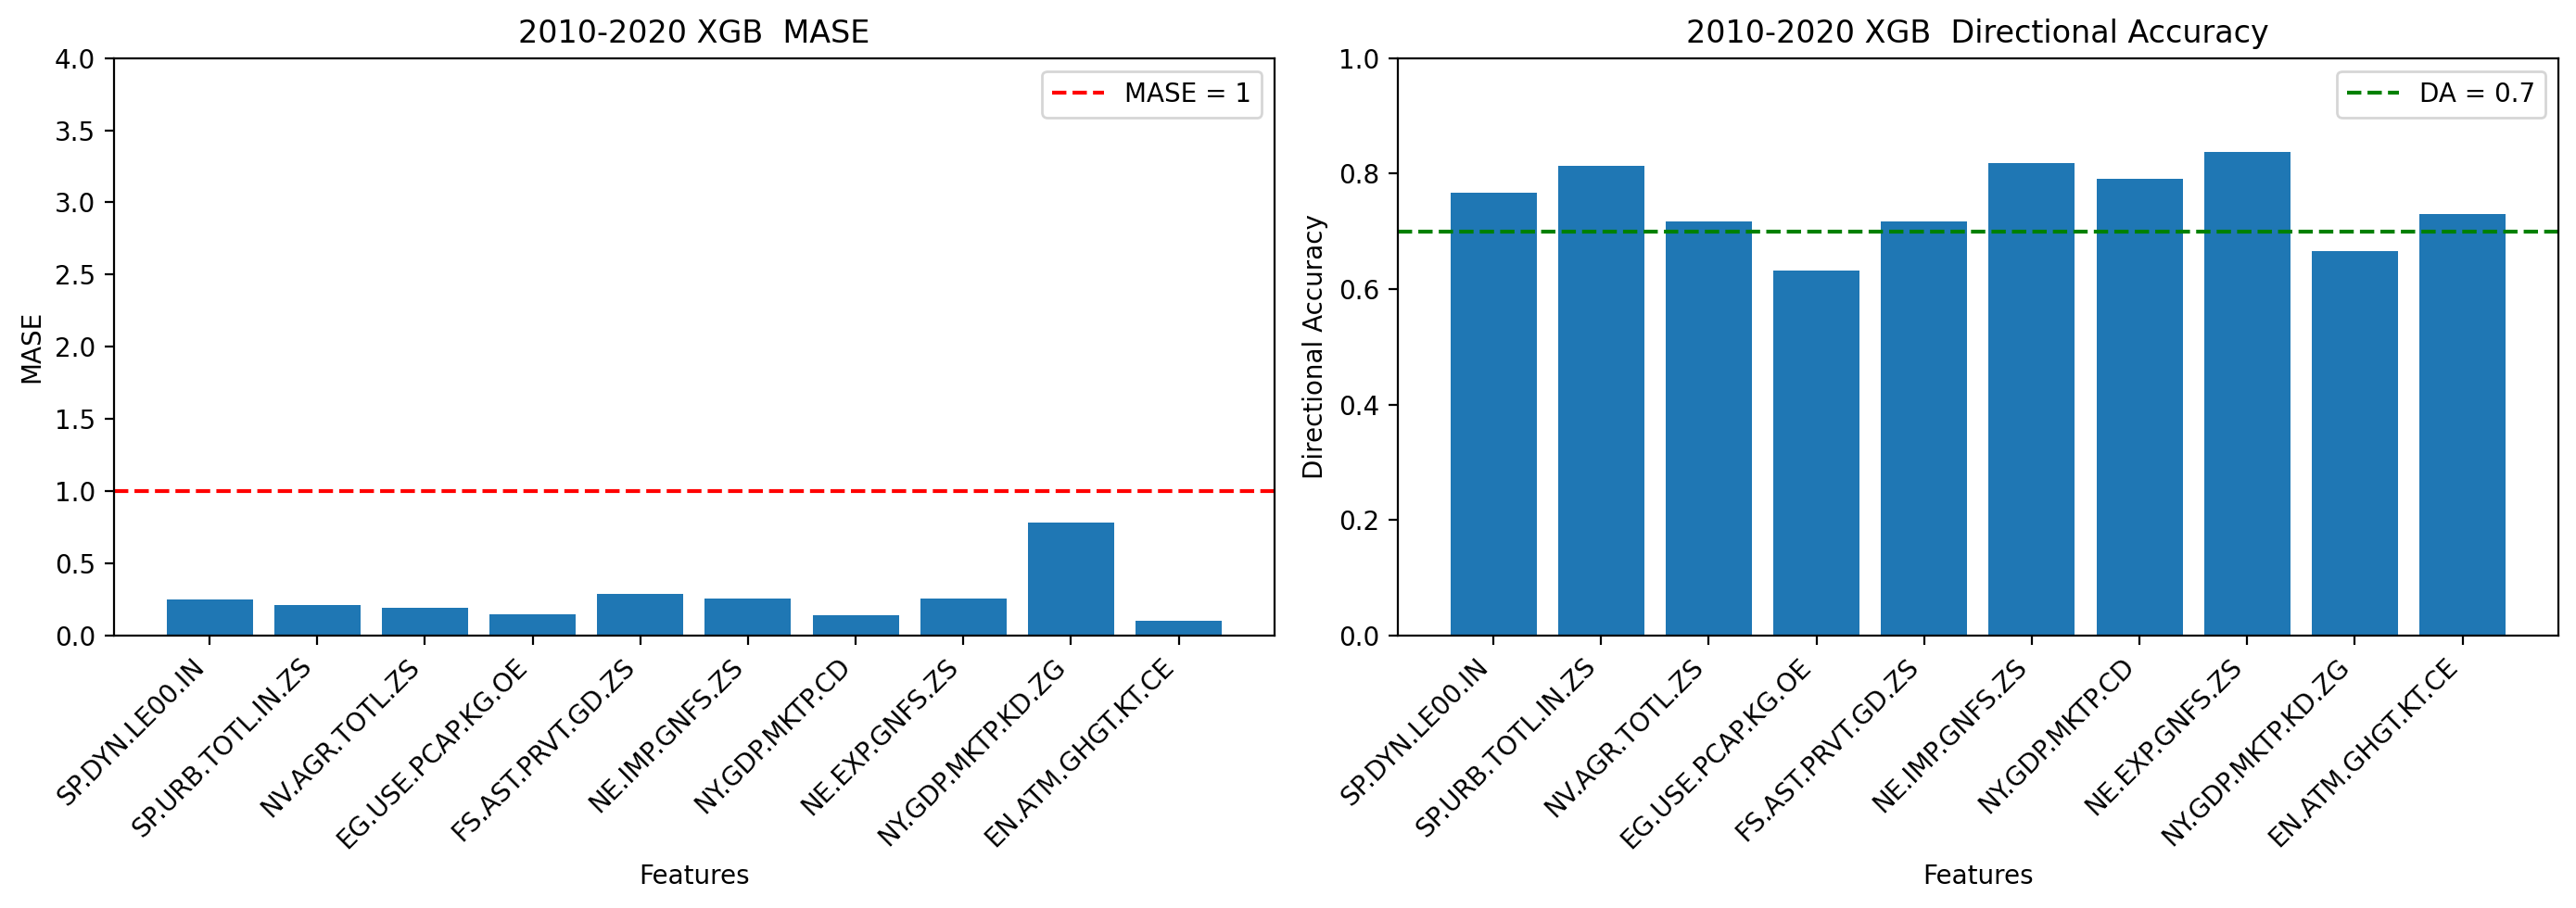 2010-2020 XGB  MASE
MASE = 1
MASE
4.0
3.5
3.0
2.5
2.0
1.5
1.0
0.5
0.0
SP.DYN.LE00.IN
SP.URB.TOTL.IN.ZS
NV.AGR.TOTL.ZS
EG.USE.PCAP.KG.OE
FS.AST.PRVT.GD.ZS
NE.IMP.GNFS.ZS
NY.GDP.MKTP.CD
NE.EXP.GNFS.ZS
NY.GDP.MKTP.KD.ZG
EN.ATM.GHGT.KT.CE
Features
2010-2020 XGB  Directional Accuracy
DA = 0.7
Directional Accuracy
1.0
0.8
0.6
0.4
0.2
0.0
SP.DYN.LE00.IN
SP.URB.TOTL.IN.ZS
NV.AGR.TOTL.ZS
EG.USE.PCAP.KG.OE
FS.AST.PRVT.GD.ZS
NE.IMP.GNFS.ZS
NY.GDP.MKTP.CD
NE.EXP.GNFS.ZS
NY.GDP.MKTP.KD.ZG
EN.ATM.GHGT.KT.CE
Features